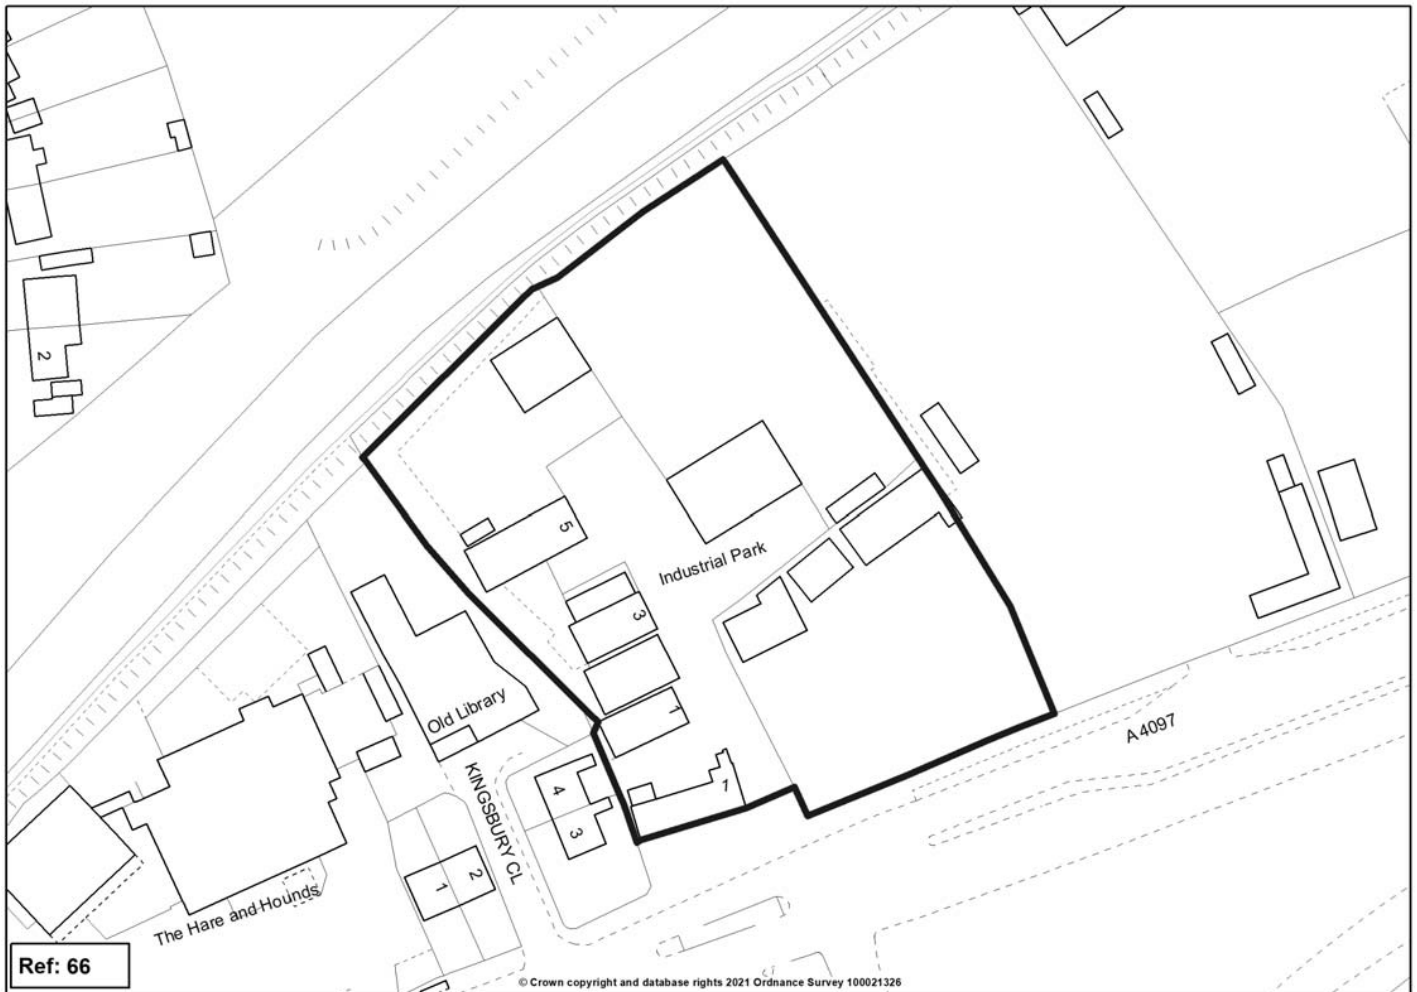 2
5
Industrial Park
3
Old Library
1
A 4097
1
4
3
KINGSBURY CL
2
1
The Hare and Hounds
Ref: 66
© Crown copyright and database rights 2021 Ordnance Survey 100021326